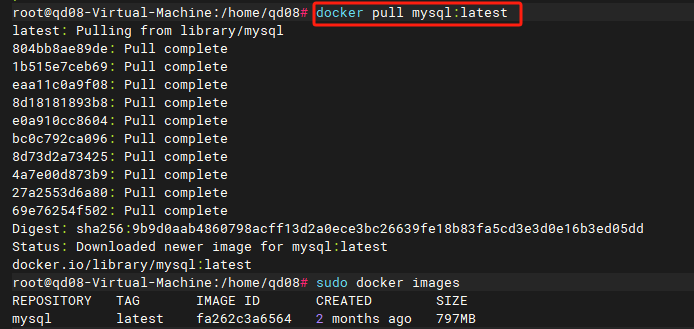 root@qd08-Virtual-Machine:/home/qd08# docker pull mysql:latest
latest: Pulling from library/mysql
804bb8ae89de: Pull complete
1b515e7ceb69: Pull complete
eaa11c0a9f08: Pull complete
8d18181893b8: Pull complete
e0a910cc8604: Pull complete
bc0c792ca096: Pull complete
8d73d2a73425: Pull complete
4a7e00d873b9: Pull complete
27a2553d6a80: Pull complete
69e76254f502: Pull complete
Digest: sha256:9b9d0aab4860798acff13d2a0ece3bc26639fe18b83fa5cd3e3d0e16b3ed05dd
Status: Downloaded newer image for mysql:latest
docker.io/library/mysql:latest
root@qd08-Virtual-Machine:/home/qd08# sudo docker images
REPOSITORY   TAG       IMAGE ID       CREATED        SIZE
mysql        latest    fa262c3a6564   2 months ago   797MB